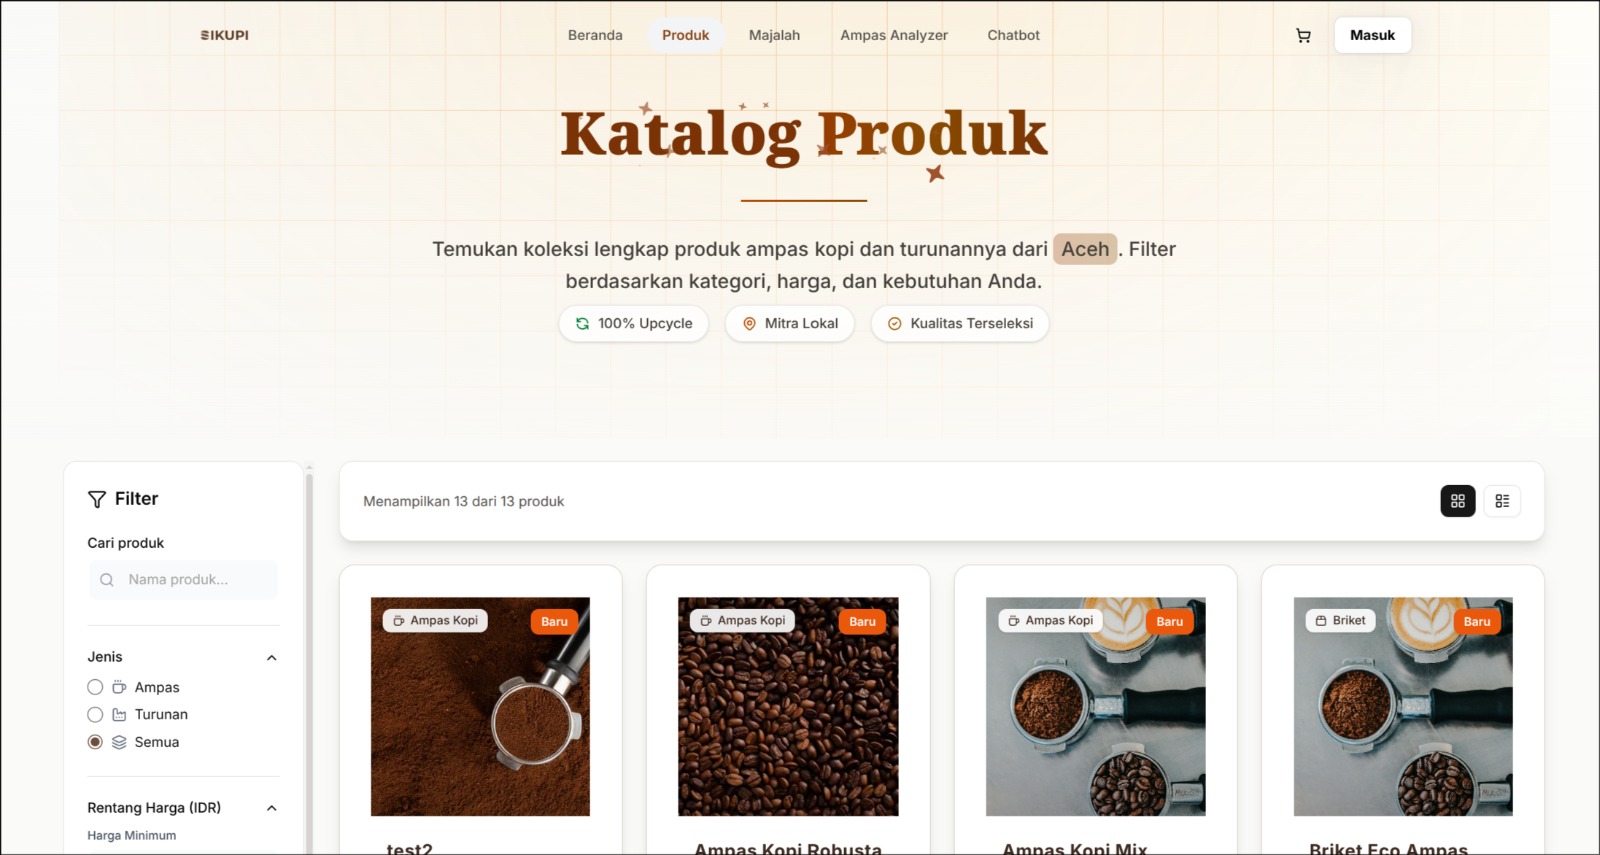 SIKUPI
Beranda
Produk
Majalah
Ampas Analyzer
Chatbot
Masuk
Katalog Produk
Temukan koleksi lengkap produk ampas kopi dan turunannya dari Aceh . Filter
berdasarkan kategori, harga, dan kebutuhan Anda.
100% Upcycle
Mitra Lokal
Kualitas Terseleksi
Filter
Cari produk
Nama produk...
Jenis
Ampas
Turunan
Semua
Rentang Harga (IDR)
Harga Minimum
Menampilkan 13 dari 13 produk
Ampas Kopi
Baru
test2
Ampas Kopi
Baru
Ampas Kopi Robusta
Ampas Kopi
Baru
Ampas Kopi Mix
Briket
Baru
Briket Eco Ampas